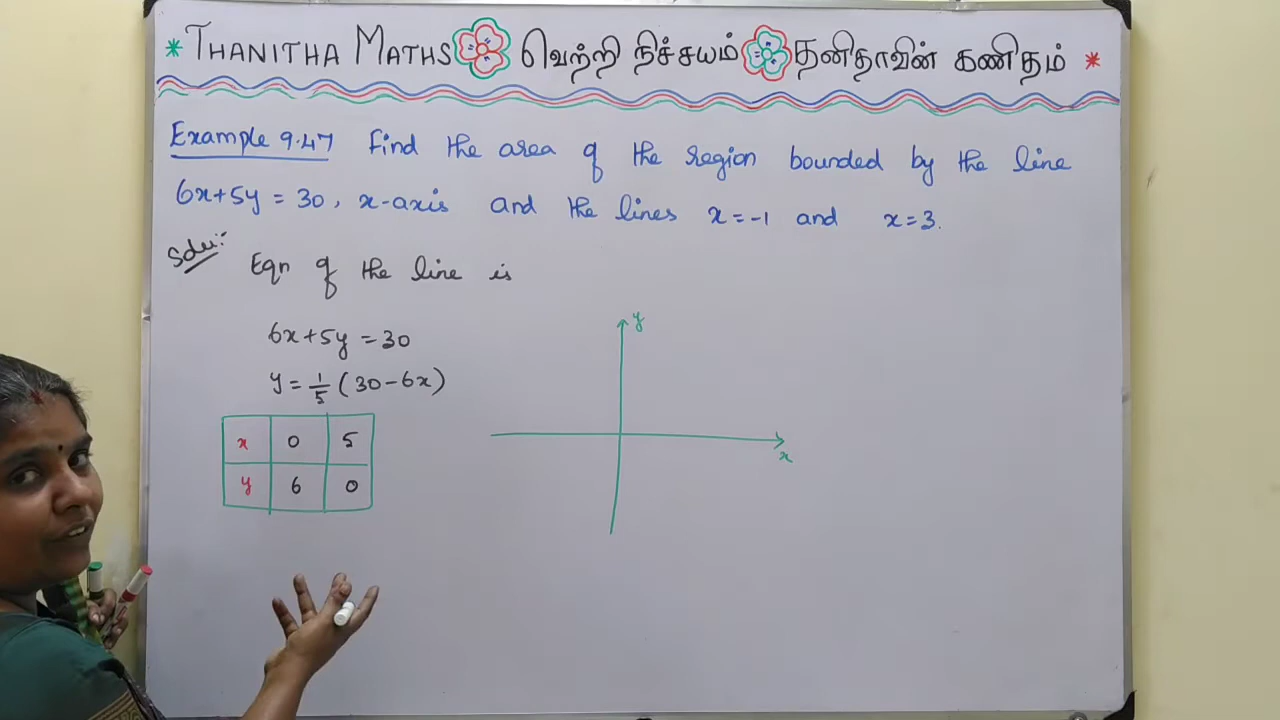 * THANITHA MATHS வெற்றி நிச்சயம் தனிதாவின் கணிதம் *
Example 9.47 Find the area of the region bounded by the line
6x+5y = 30, x-axis and the lines x=-1 and x=3.
Solu:-
Eqn of the line is
6x+5y = 30
y = 1/5 (30-6x)
x 0 5
y 6 0
y
x